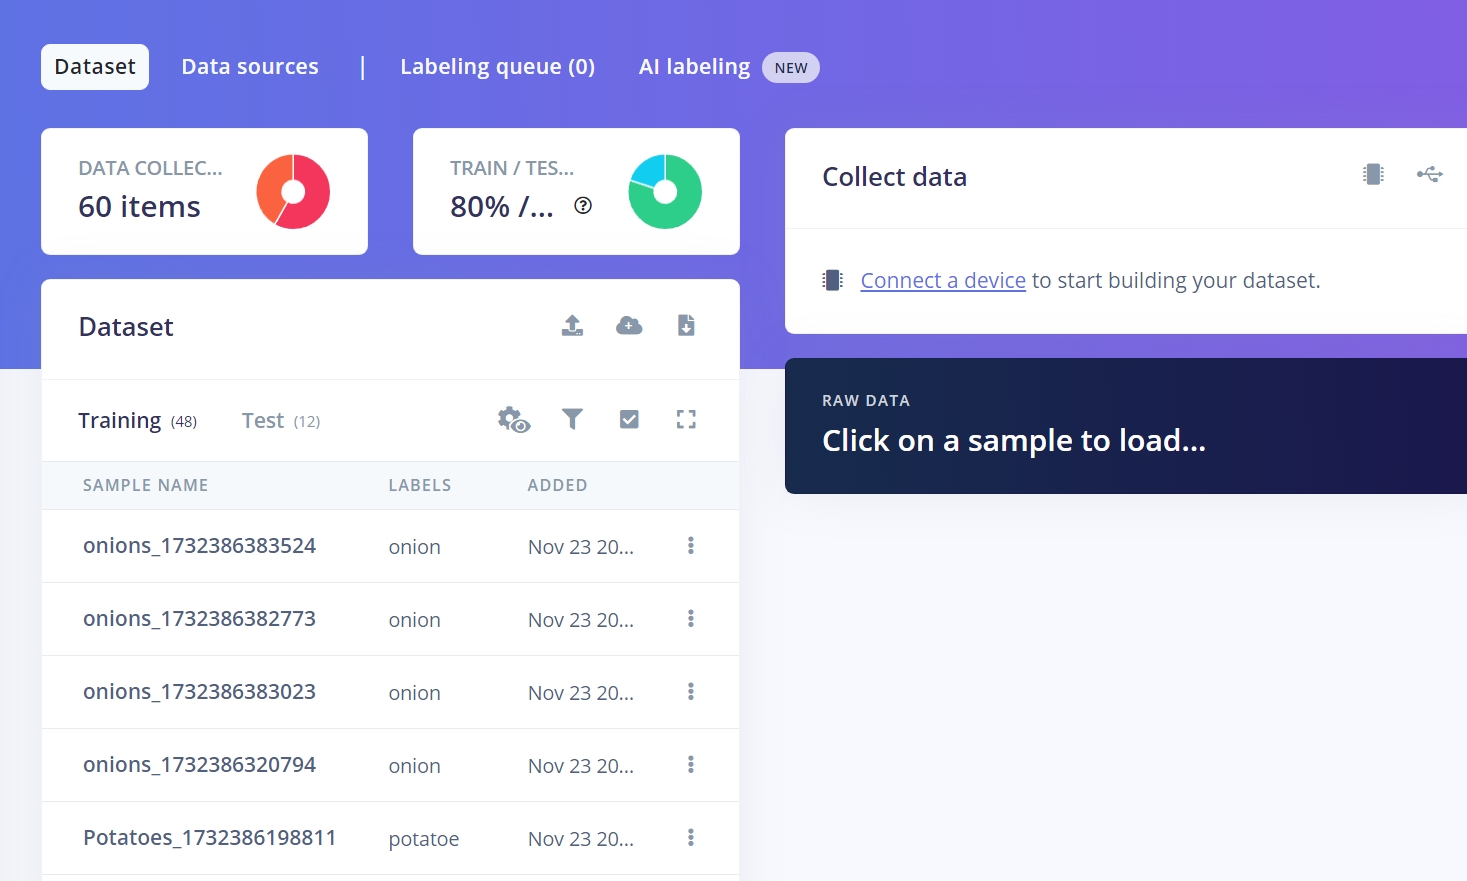 Dataset Data sources | Labeling queue (0) AI labeling NEW
DATA COLLEC...
60 items
TRAIN / TES...
80% /...
Collect data
Connect a device to start building your dataset.
Dataset
RAW DATA
Click on a sample to load...
Training (48) Test (12)
SAMPLE NAME LABELS ADDED
onions_1732386383524 onion Nov 23 20...
onions_1732386382773 onion Nov 23 20...
onions_1732386383023 onion Nov 23 20...
onions_1732386320794 onion Nov 23 20...
Potatoes_1732386198811 potatoe Nov 23 20...